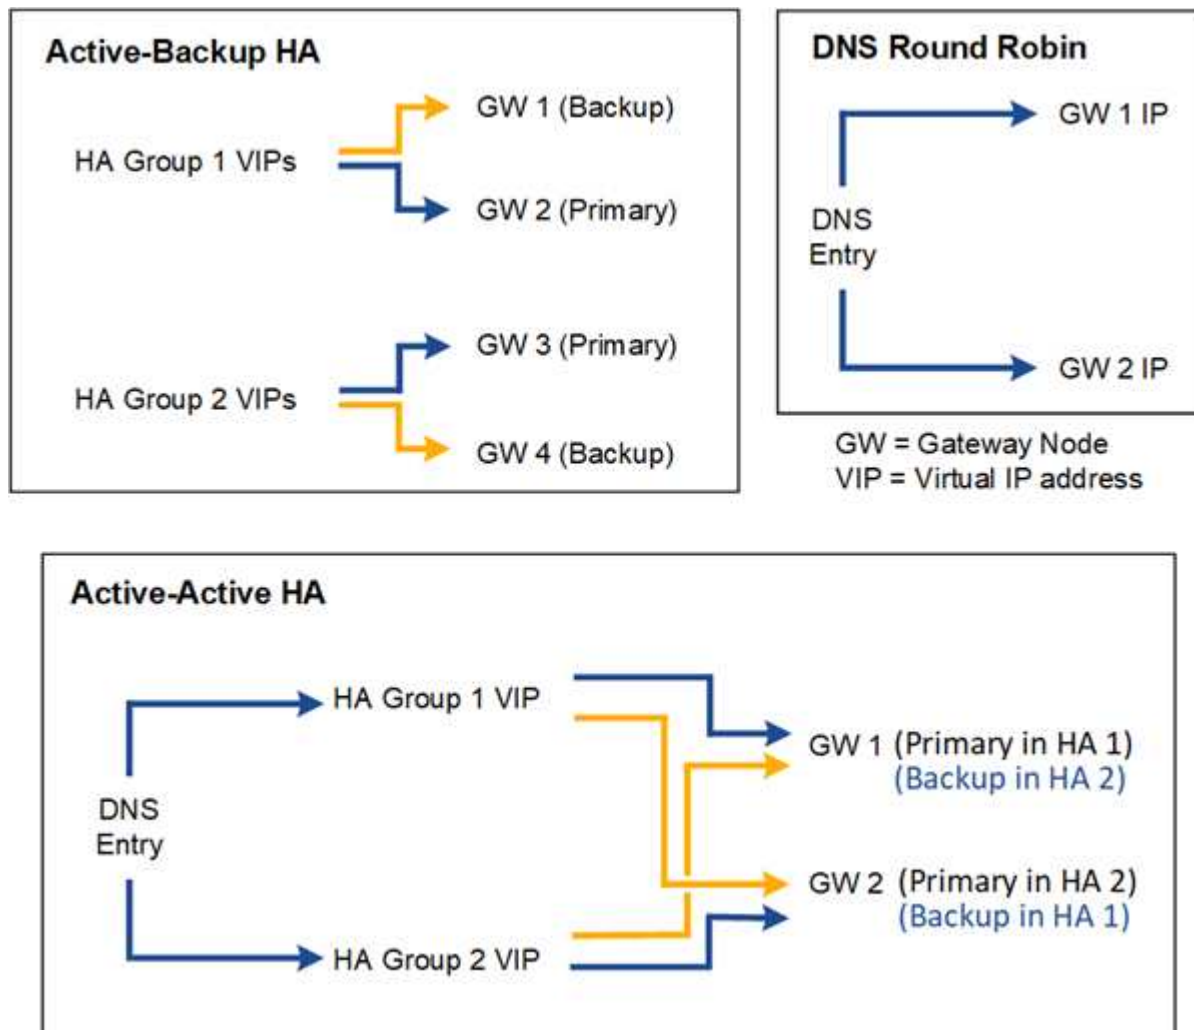 Active-Backup HA
HA Group 1 VIPs
GW 1 (Backup)
GW 2 (Primary)
HA Group 2 VIPs
GW 3 (Primary)
GW 4 (Backup)
DNS Round Robin
DNS
Entry
GW 1 IP
GW 2 IP
GW = Gateway Node
VIP = Virtual IP address
Active-Active HA
DNS
Entry
HA Group 1 VIP
HA Group 2 VIP
GW 1 (Primary in HA 1)
(Backup in HA 2)
GW 2 (Primary in HA 2)
(Backup in HA 1)